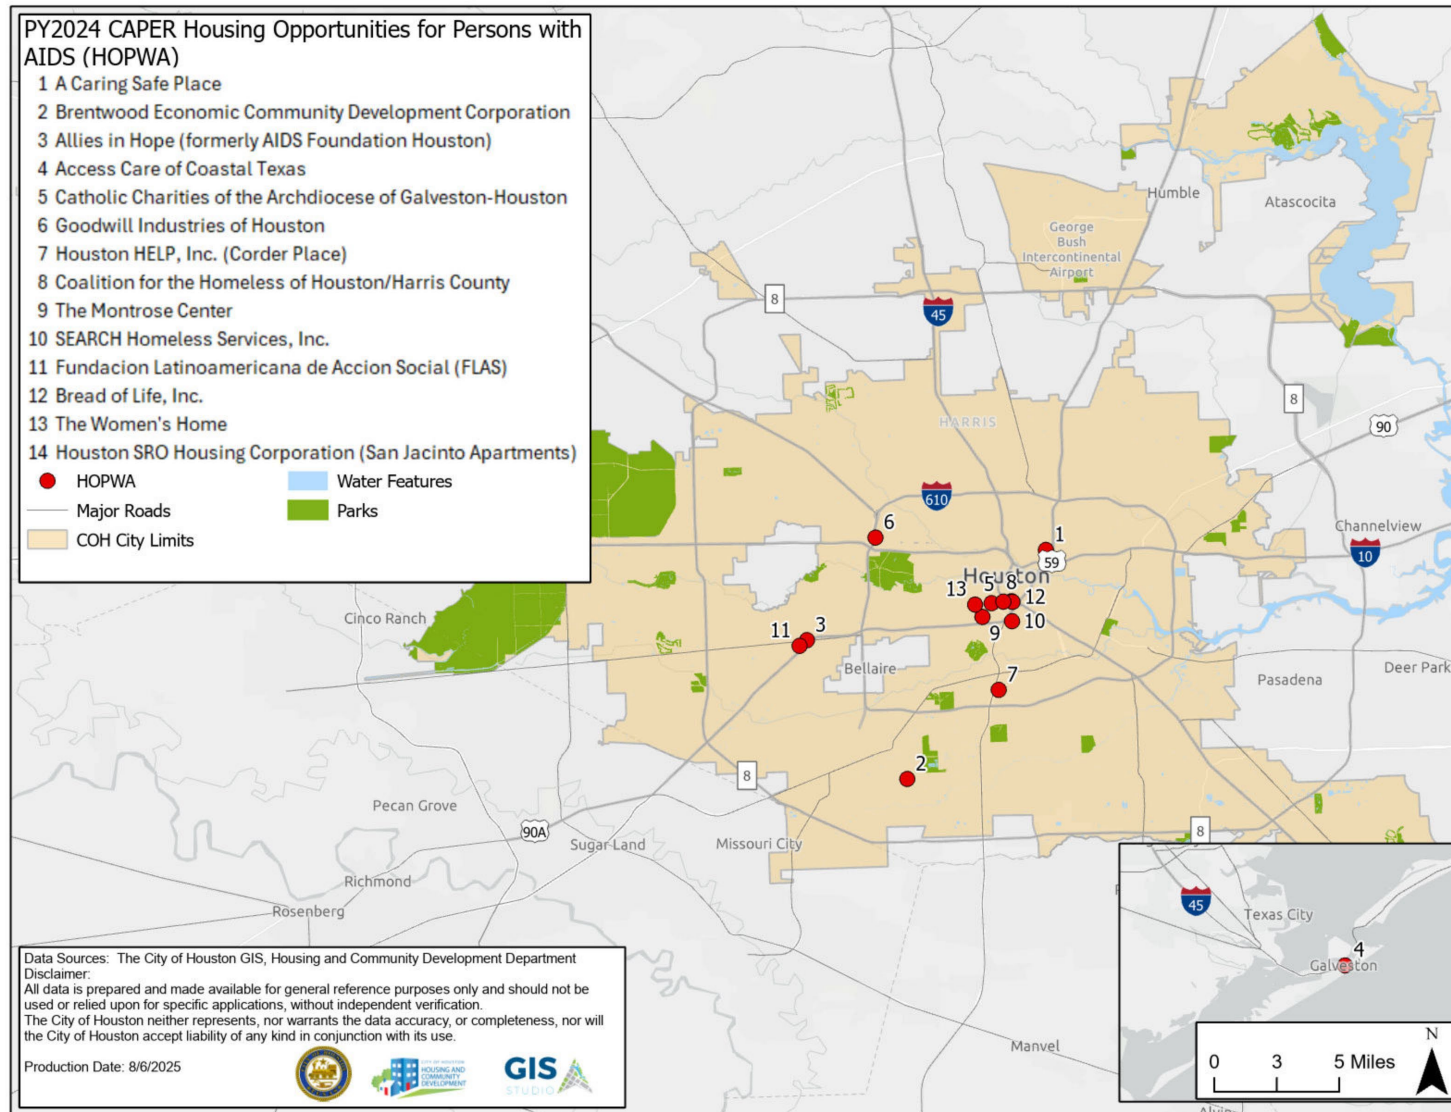 PY2024 CAPER Housing Opportunities for Persons with
AIDS (HOPWA)
1 A Caring Safe Place
2 Brentwood Economic Community Development Corporation
3 Allies in Hope (formerly AIDS Foundation Houston)
4 Access Care of Coastal Texas
5 Catholic Charities of the Archdiocese of Galveston-Houston
6 Goodwill Industries of Houston
7 Houston HELP, Inc. (Corder Place)
8 Coalition for the Homeless of Houston/Harris County
9 The Montrose Center
10 SEARCH Homeless Services, Inc.
11 Fundacion Latinoamericana de Accion Social (FLAS)
12 Bread of Life, Inc.
13 The Women's Home
14 Houston SRO Housing Corporation (San Jacinto Apartments)
HOPWA
Water Features
Major Roads
Parks
COH City Limits
Humble
Atascocita
George
Bush
Intercontinental
Airport
8
45
8
HARRIS
90
610
Channelview
6
1
59
10
Houston
13
5
8
12
9
10
Cinco Ranch
11
3
Bellaire
7
Pasadena
Deer Park
2
8
8
Pecan Grove
90A
Sugar Land
Missouri City
Richmond
Rosenberg
Manvel
45
Texas City
4
Galveston
0 3 5 Miles
N
Data Sources: The City of Houston GIS, Housing and Community Development Department
Disclaimer:
All data is prepared and made available for general reference purposes only and should not be
used or relied upon for specific applications, without independent verification.
The City of Houston neither represents, nor warrants the data accuracy, or completeness, nor will
the City of Houston accept liability of any kind in conjunction with its use.
Production Date: 8/6/2025
CITY OF HOUSTON
HOUSING AND
COMMUNITY
DEVELOPMENT
GIS
STUDIO